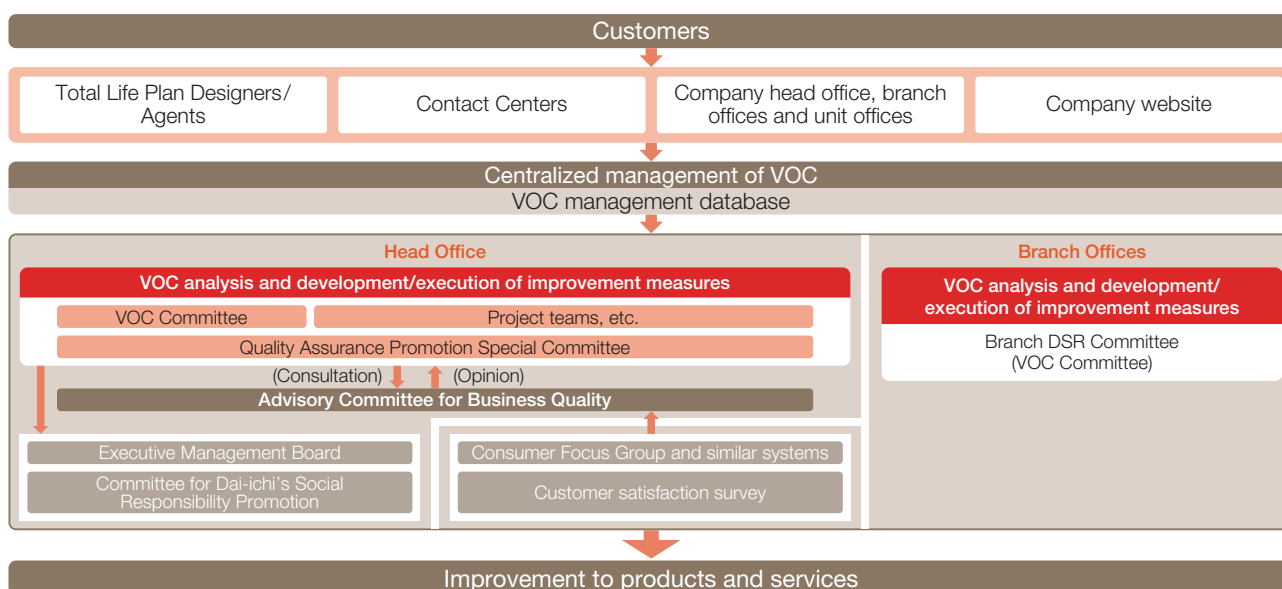 Customers
Total Life Plan Designers/
Agents
Contact Centers
Company head office, branch
offices and unit offices
Company website
Centralized management of VOC
VOC management database
Head Office
VOC analysis and development/execution of improvement measures
VOC Committee
Project teams, etc.
Quality Assurance Promotion Special Committee
(Consultation)
(Opinion)
Advisory Committee for Business Quality
Executive Management Board
Committee for Dai-ichi's Social
Responsibility Promotion
Consumer Focus Group and similar systems
Customer satisfaction survey
Branch Offices
VOC analysis and development/
execution of improvement measures
Branch DSR Committee
(VOC Committee)
Improvement to products and services